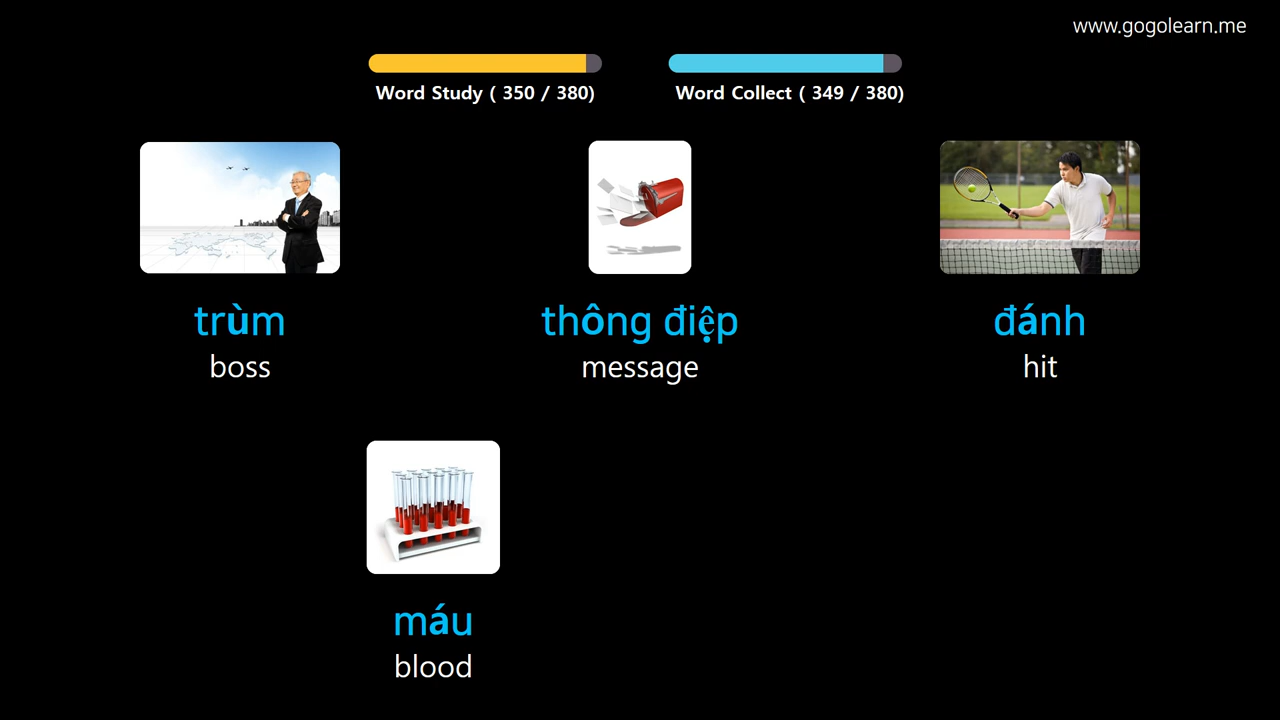 www.gogolearn.me
Word Study ( 350 / 380)
Word Collect ( 349 / 380)
trùm
boss
thông điệp
message
đánh
hit
máu
blood